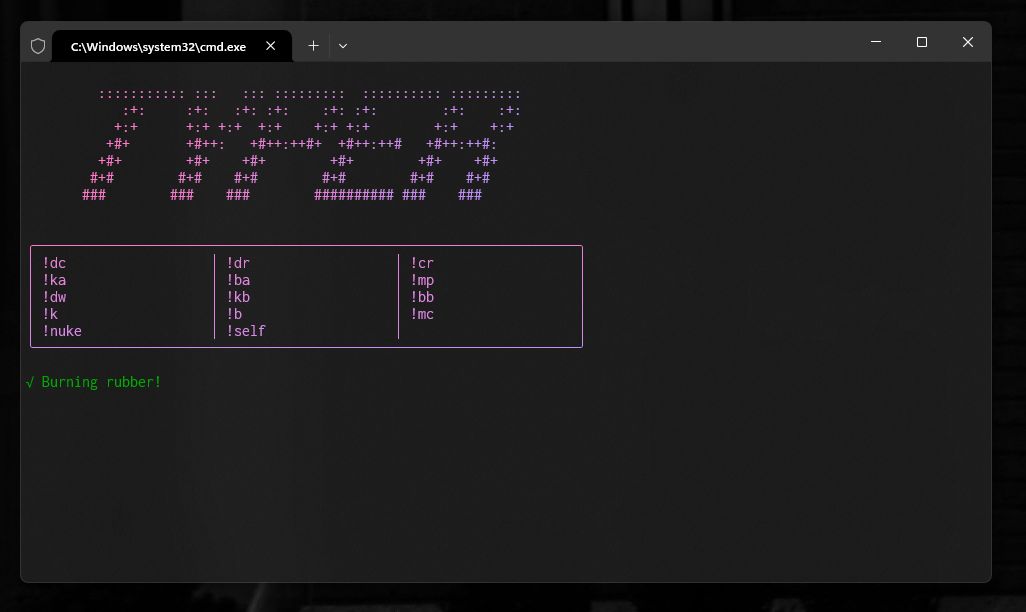 C:\Windows\system32\cmd.exe
::::::::::: :::   ::: :::::::::  :::::::::: :::::::::
:+:     :+:   :+: :+:    :+: :+:        :+:    :+:
+:+      +:+ +:+  +:+    +:+ +:+        +:+    +:+
+#+       +#++:   +#++:++#+  +#++:++#   +#++:++#:
+#+        +#+    +#+        +#+        +#+    +#+
#+#        #+#    #+#        #+#        #+#    #+#
###        ###    ###        ########## ###    ###
!dc !dr !cr
!ka !ba !mp
!dw !kb !bb
!k !b !mc
!nuke !self
√ Burning rubber!